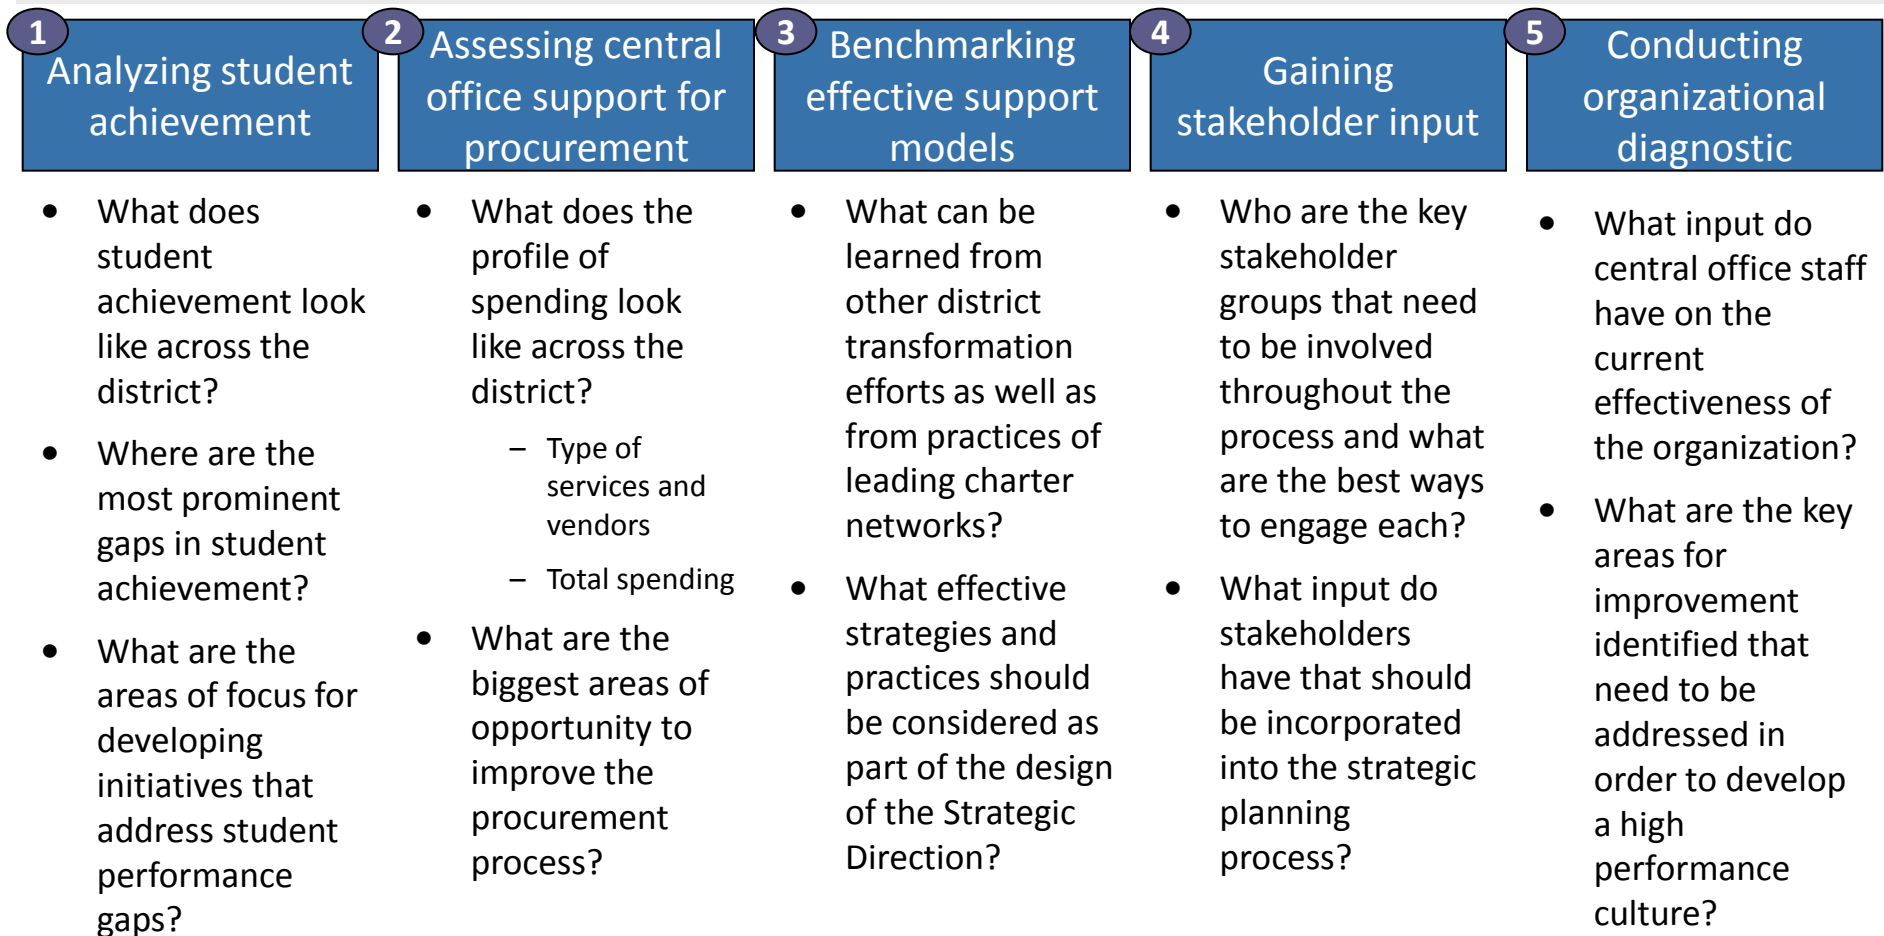 1
Analyzing student
achievement
• What does
student
achievement look
like across the
district?
• Where are the
most prominent
gaps in student
achievement?
• What are the
areas of focus for
developing
initiatives that
address student
performance
gaps?
2
Assessing central
office support for
procurement
• What does the
profile of
spending look
like across the
district?
– Type of
services and
vendors
– Total spending
• What are the
biggest areas of
opportunity to
improve the
procurement
process?
3
Benchmarking
effective support
models
• What can be
learned from
other district
transformation
efforts as well as
from practices of
leading charter
networks?
• What effective
strategies and
practices should
be considered as
part of the design
of the Strategic
Direction?
4
Gaining
stakeholder input
• Who are the key
stakeholder
groups that need
to be involved
throughout the
process and what
are the best ways
to engage each?
• What input do
stakeholders
have that should
be incorporated
into the strategic
planning
process?
5
Conducting
organizational
diagnostic
• What input do
central office staff
have on the
current
effectiveness of
the organization?
• What are the key
areas for
improvement
identified that
need to be
addressed in
order to develop
a high
performance
culture?